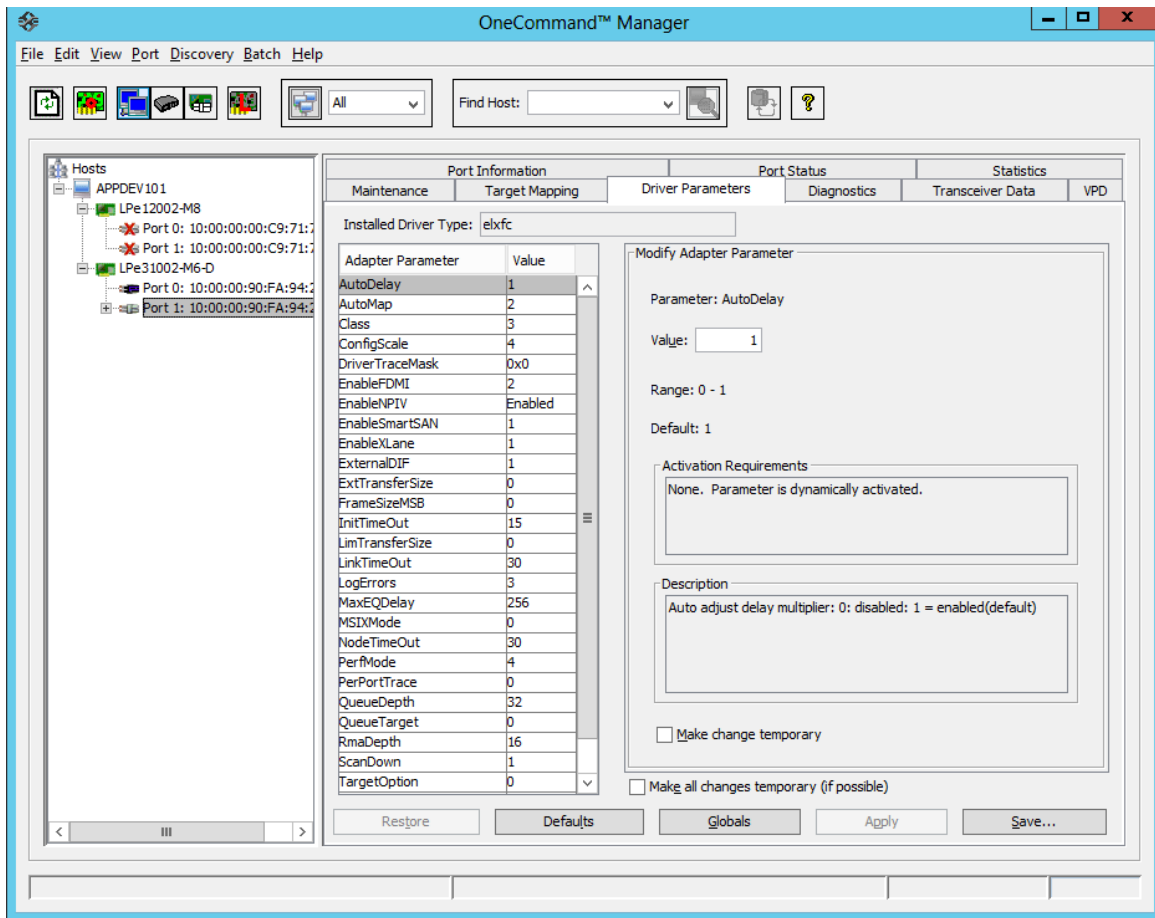 OneCommand™ Manager
File Edit View Port Discovery Batch Help
All
Find Host:
Hosts
APPDEV101
LPe12002-M8
Port 0: 10:00:00:00:C9:71:7
Port 1: 10:00:00:00:C9:71:7
LPe31002-M6-D
Port 0: 10:00:00:90:FA:94:2
Port 1: 10:00:00:90:FA:94:2
Port Information Port Status Statistics
Maintenance Target Mapping Driver Parameters Diagnostics Transceiver Data VPD
Installed Driver Type: elxfc
Adapter Parameter Value
AutoDelay 1
AutoMap 2
Class 3
ConfigScale 4
DriverTraceMask 0x0
EnableFDMI 2
EnableNPIV Enabled
EnableSmartSAN 1
EnableXLane 1
ExternalDIF 1
ExtTransferSize 0
FrameSizeMSB 0
InitTimeOut 15
LimTransferSize 0
LinkTimeOut 30
LogErrors 3
MaxEQDelay 256
MSIXMode 0
NodeTimeOut 30
PerfMode 4
PerPortTrace 0
QueueDepth 32
QueueTarget 0
RmaDepth 16
ScanDown 1
TargetOption 0
Modify Adapter Parameter
Parameter: AutoDelay
Value: 1
Range: 0 - 1
Default: 1
Activation Requirements
None. Parameter is dynamically activated.
Description
Auto adjust delay multiplier: 0: disabled: 1 = enabled(default)
Make change temporary
Make all changes temporary (if possible)
Restore Defaults Globals Apply Save...